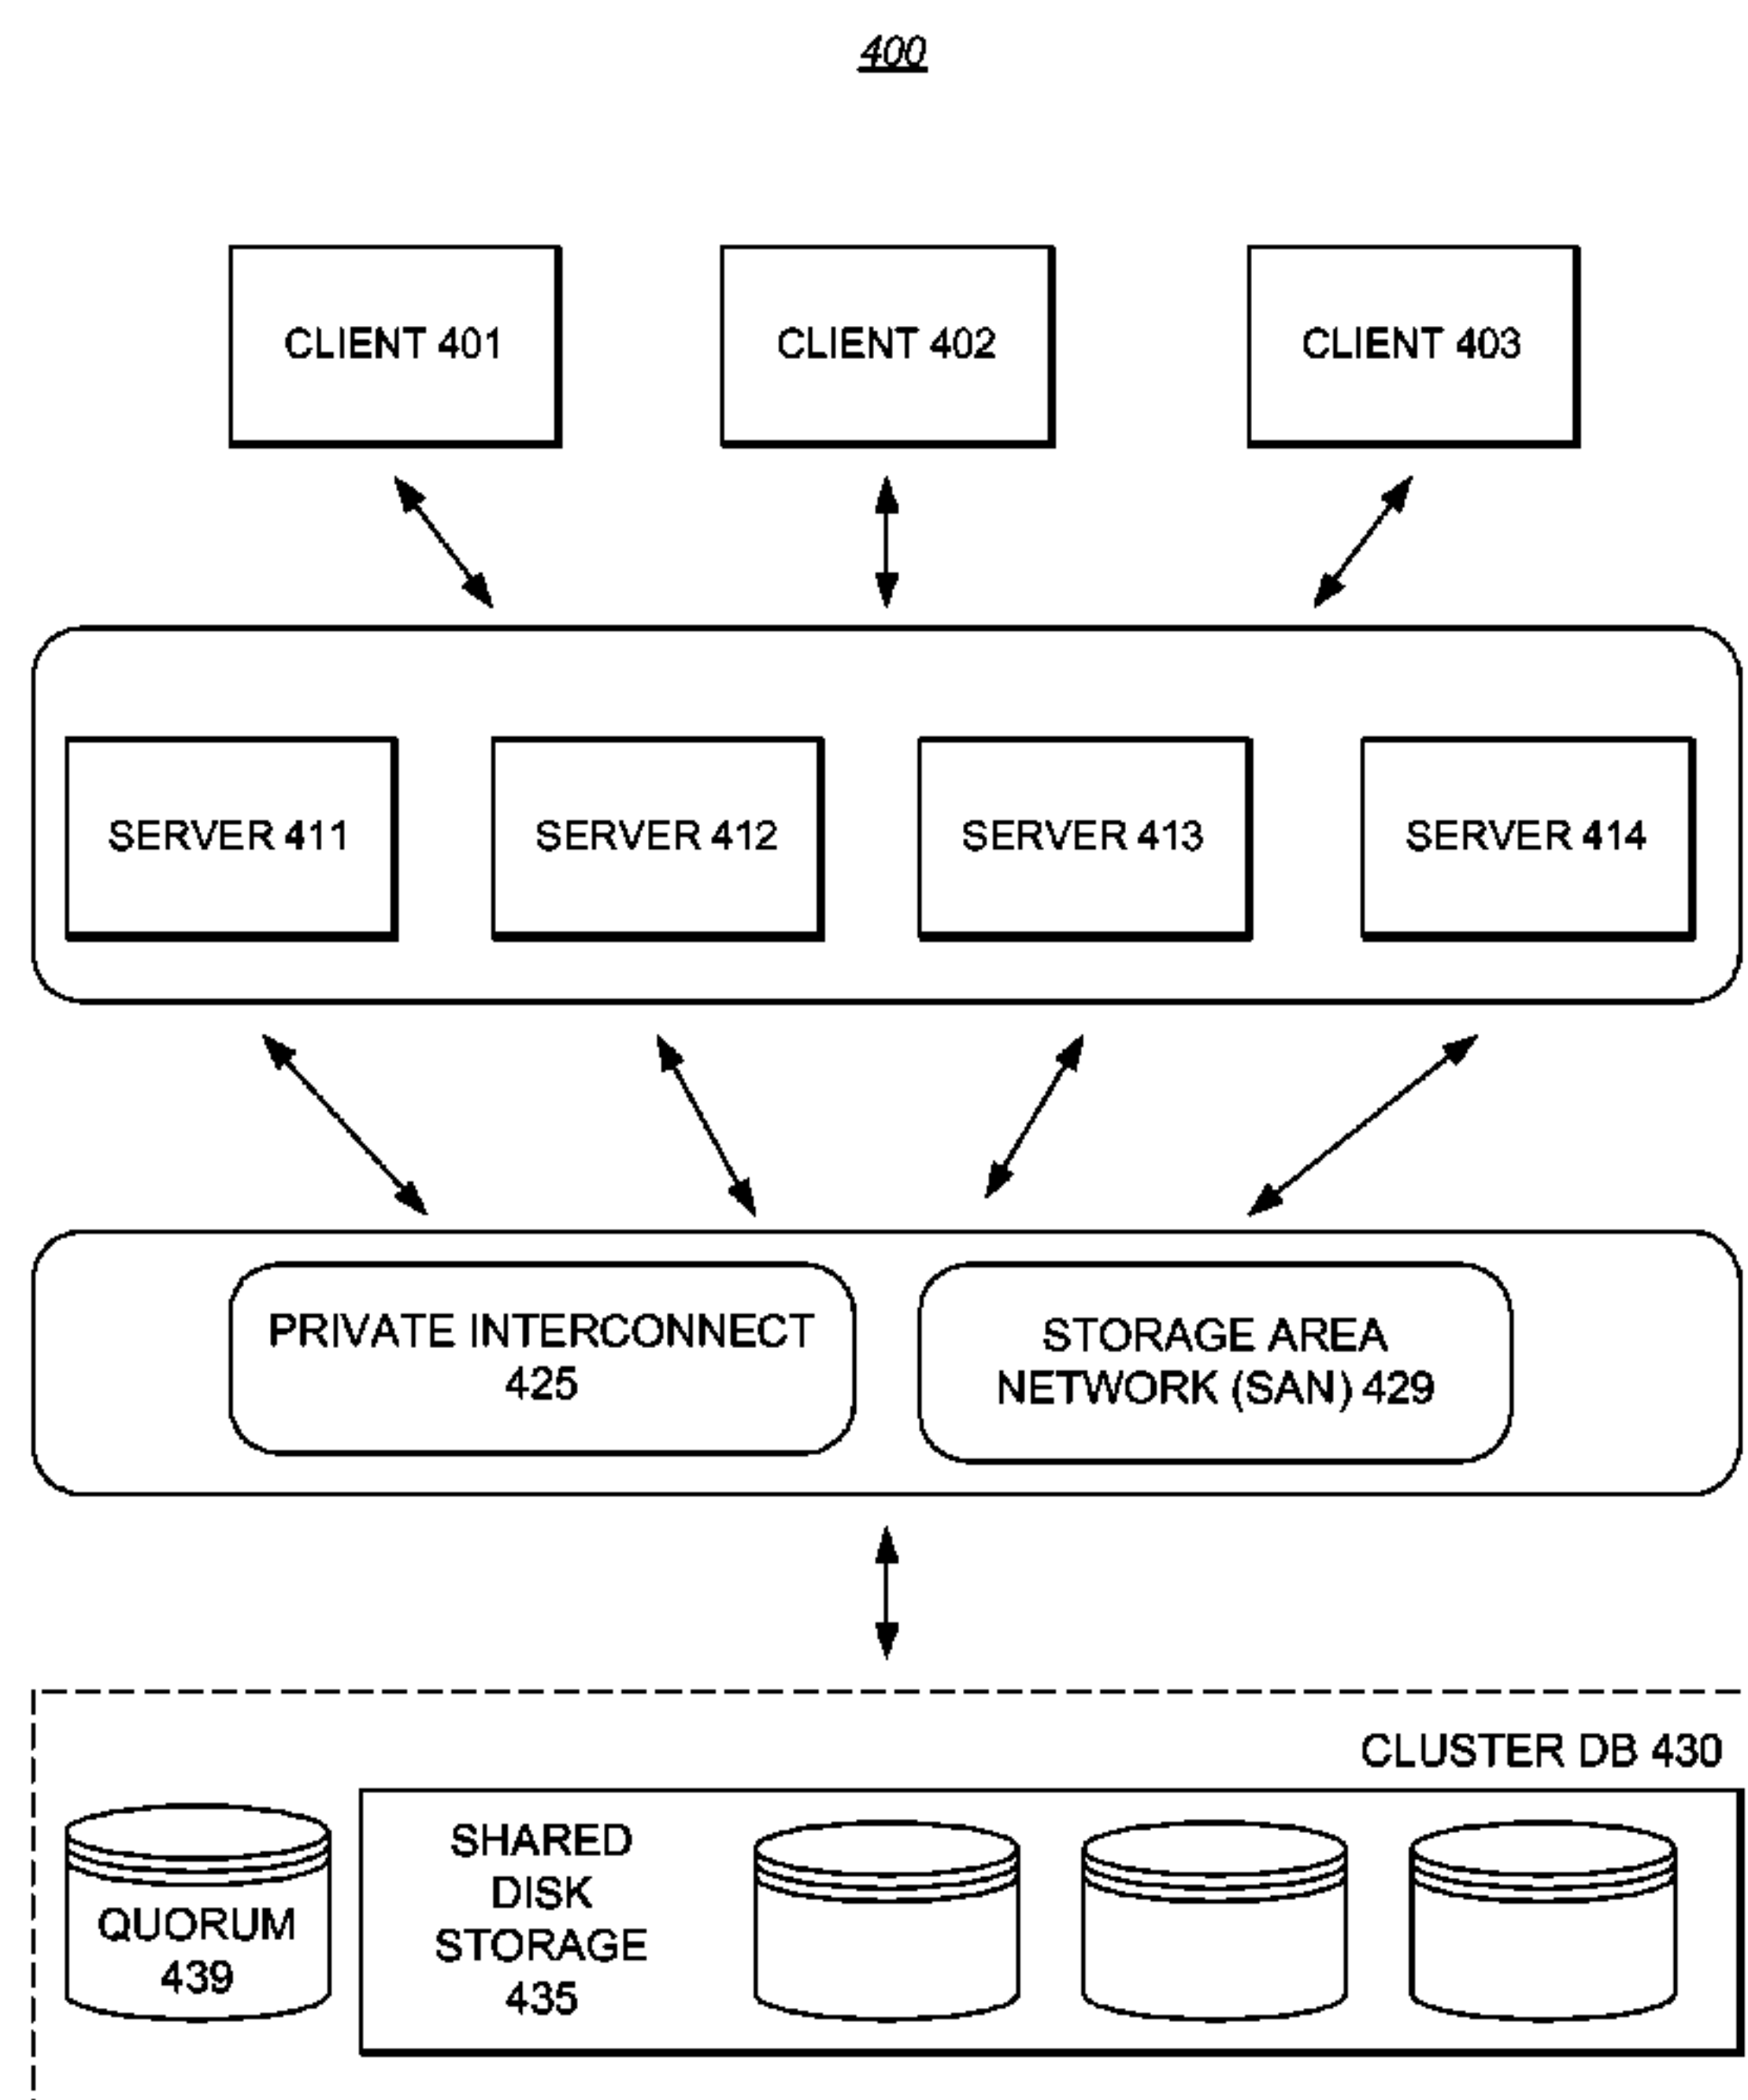 400
CLIENT 401
CLIENT 402
CLIENT 403
SERVER 411
SERVER 412
SERVER 413
SERVER 414
PRIVATE INTERCONNECT
425
STORAGE AREA
NETWORK (SAN) 429
CLUSTER DB 430
QUORUM
439
SHARED
DISK
STORAGE
435